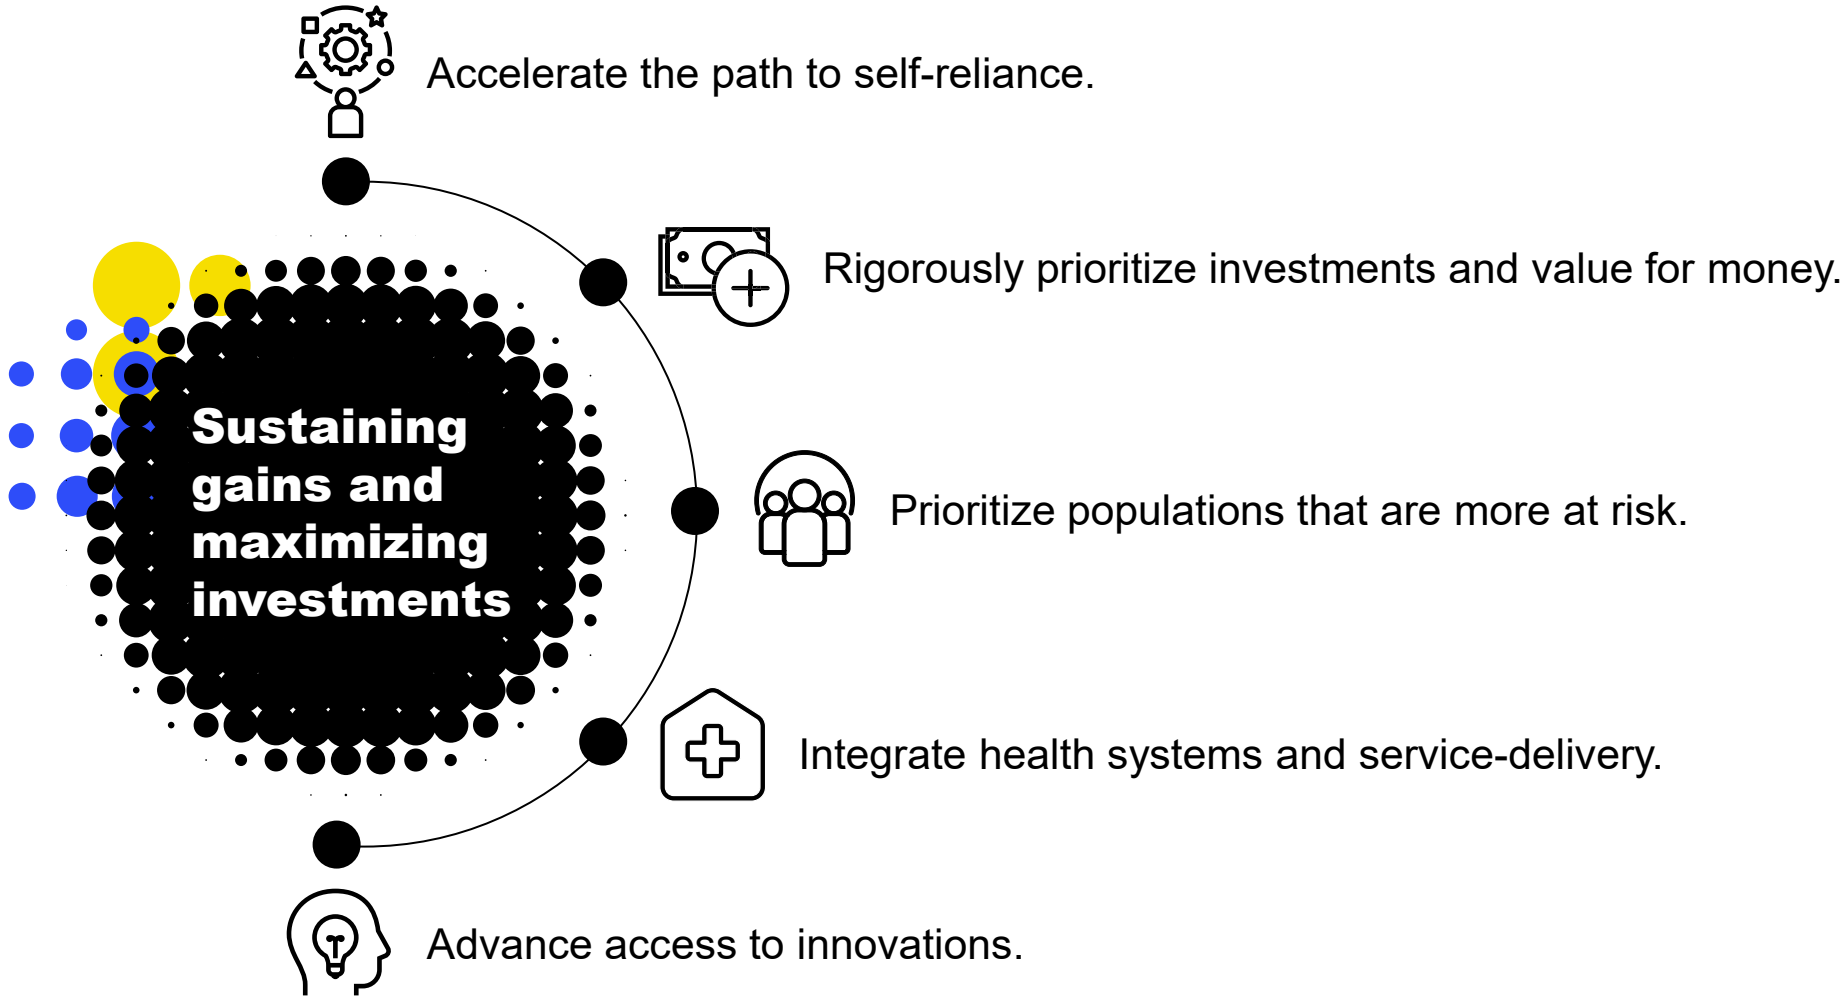 Accelerate the path to self-reliance.
Rigorously prioritize investments and value for money.
Sustaining
gains and
maximizing
investments
Prioritize populations that are more at risk.
Integrate health systems and service-delivery.
Advance access to innovations.